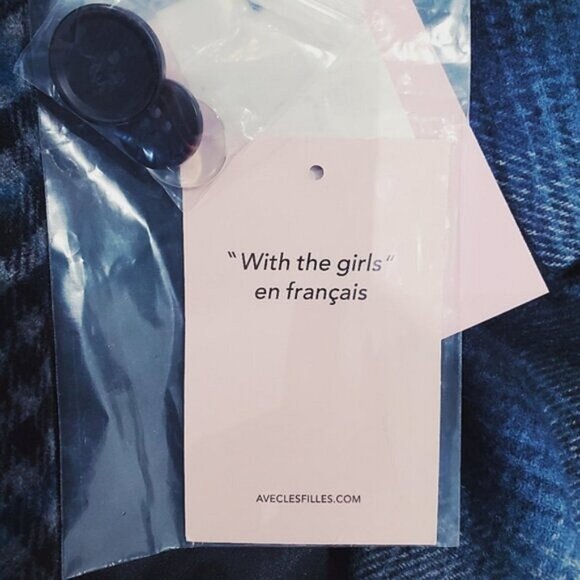 "With the girls"
en français
AVECLESFILLES.COM